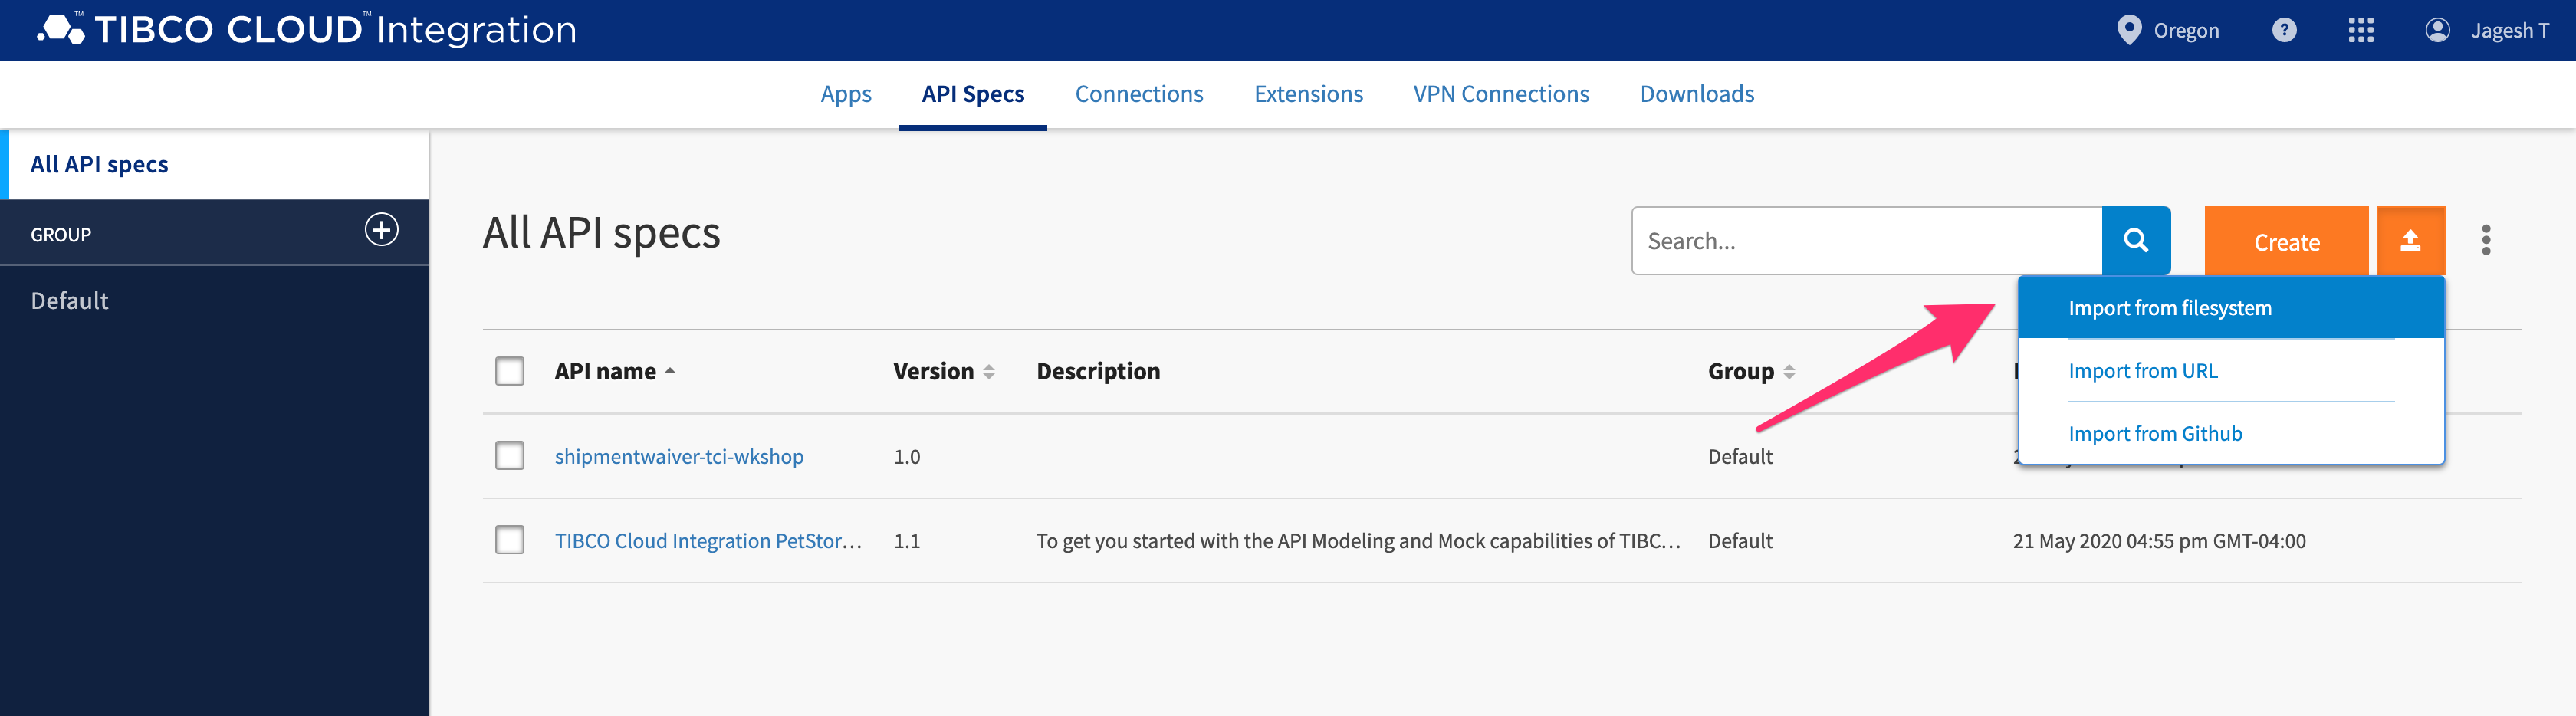 TIBCO CLOUD™ Integration
Oregon
?
Jagesh T
Apps
API Specs
Connections
Extensions
VPN Connections
Downloads
All API specs
GROUP
Default
All API specs
Search...
Create
Import from filesystem
Import from URL
Import from Github
API name
Version
Description
Group
shipmentwaiver-tci-wkshop
1.0
Default
TIBCO Cloud Integration PetStor...
1.1
To get you started with the API Modeling and Mock capabilities of TIBC...
Default
21 May 2020 04:55 pm GMT-04:00